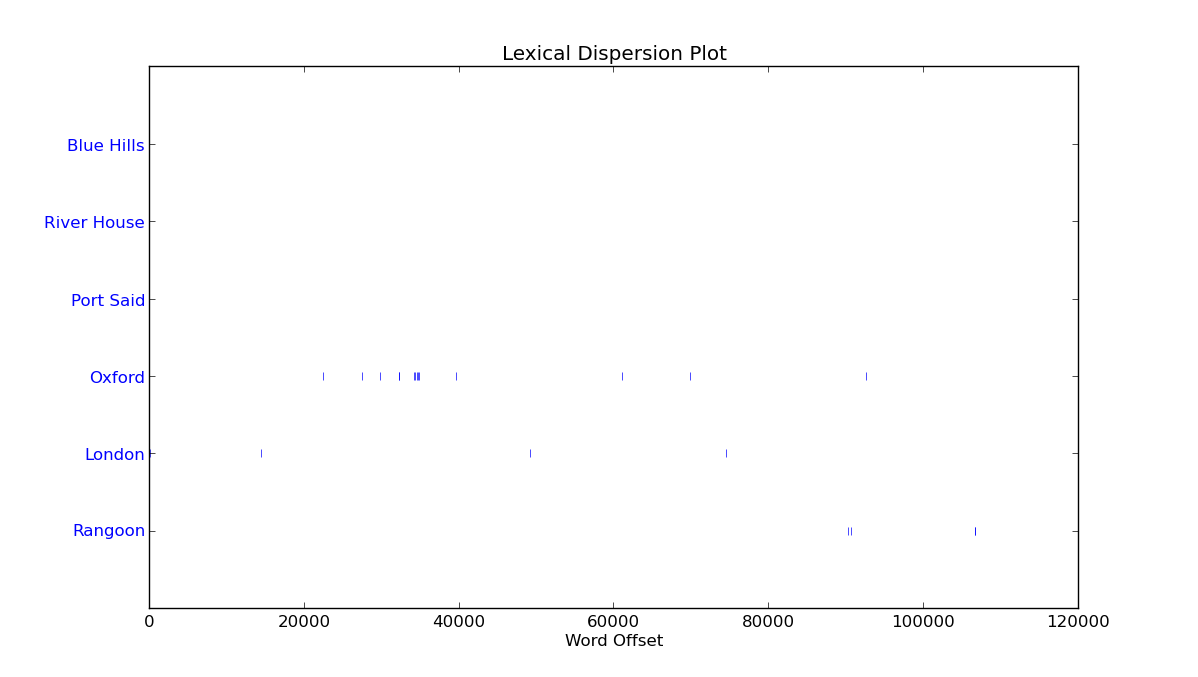 Lexical Dispersion Plot
Blue Hills
River House
Port Said
Oxford
London
Rangoon
0 20000 40000 60000 80000 100000 120000
Word Offset